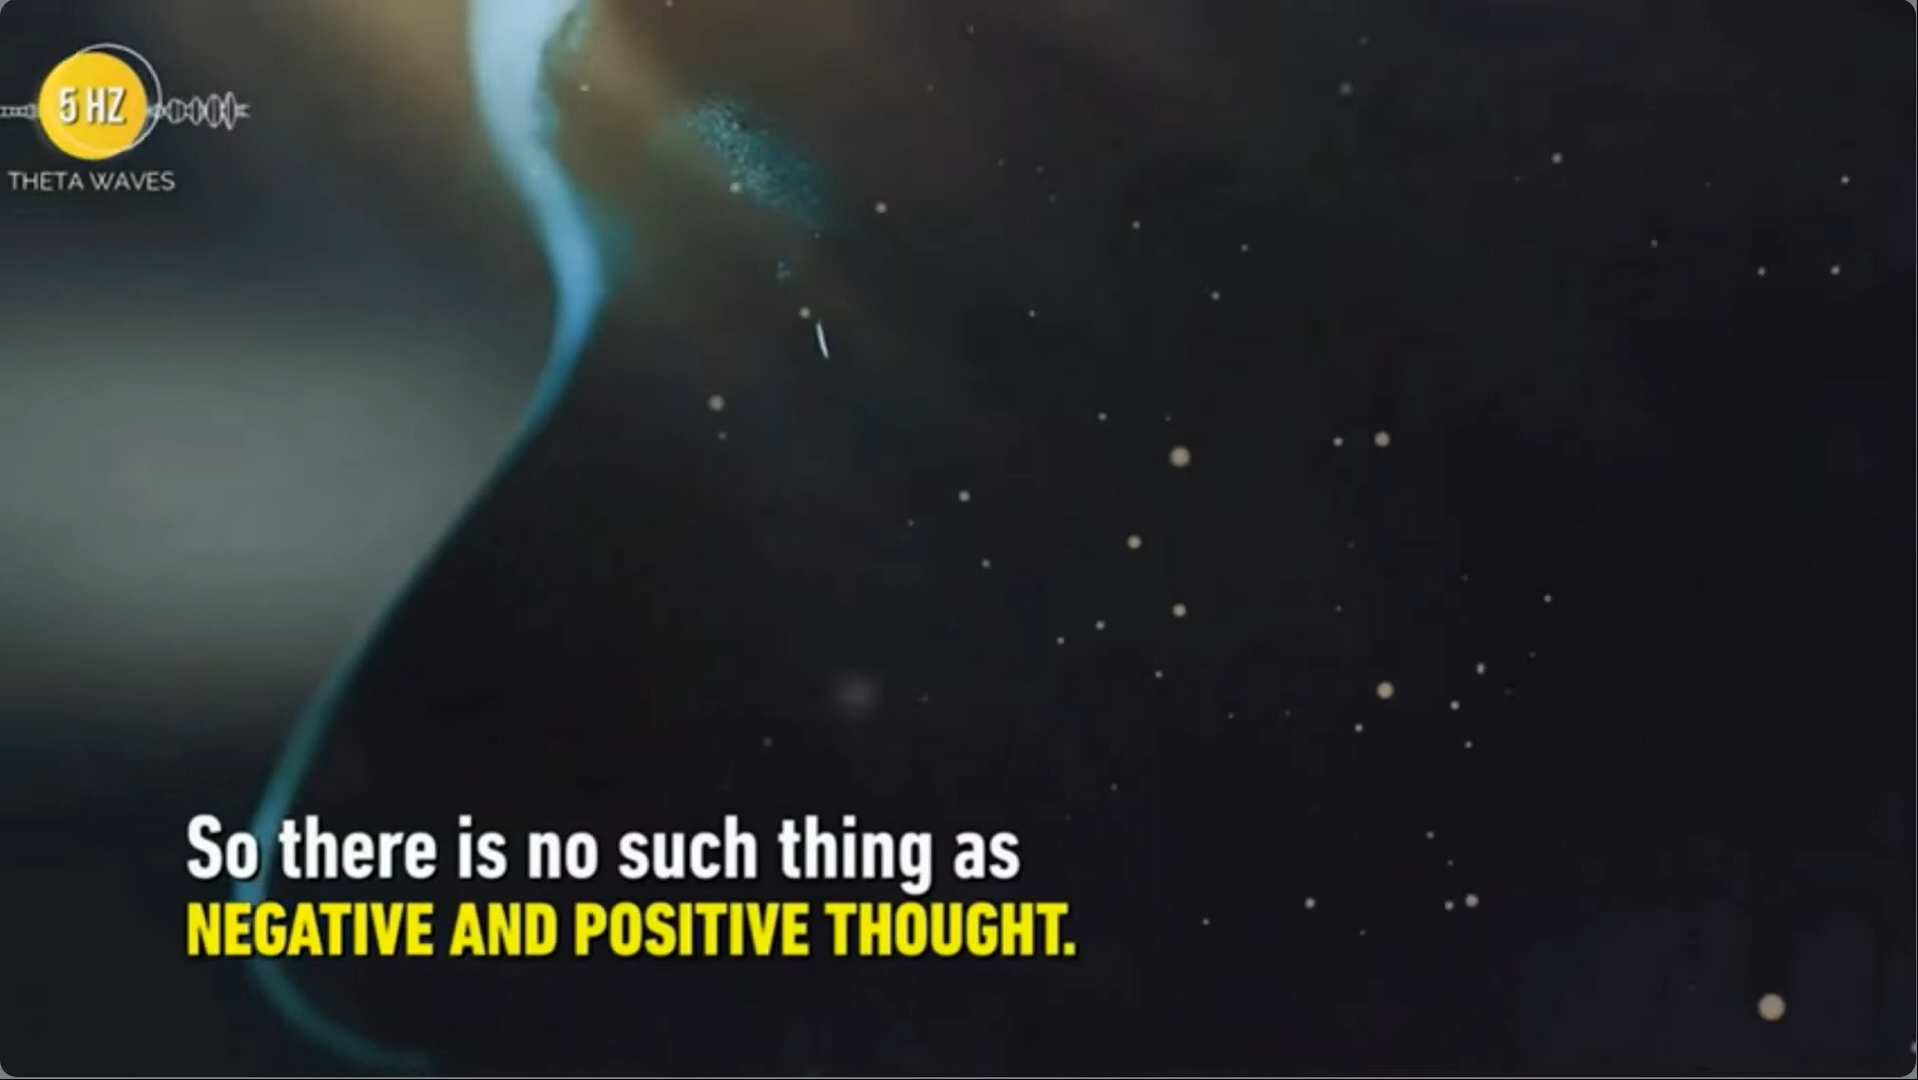 5 HZ
THETA WAVES
So there is no such thing as
NEGATIVE AND POSITIVE THOUGHT.